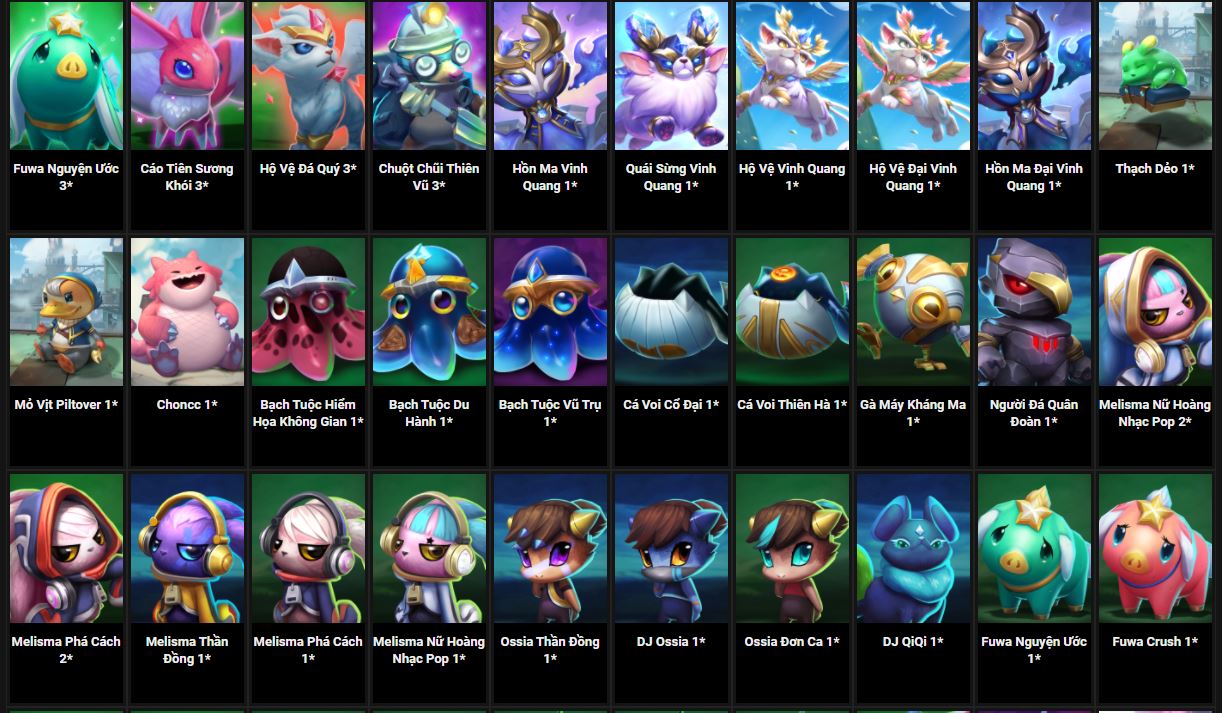 Fuwa Nguyện Ước
3*
Cáo Tiên Sương
Khói 3*
Hộ Vệ Đá Quý 3*
Chuột Chũi Thiên
Vũ 3*
Hồn Ma Vinh
Quang 1*
Quái Sừng Vinh
Quang 1*
Hộ Vệ Vinh Quang
1*
Hộ Vệ Đại Vinh
Quang 1*
Hồn Ma Đại Vinh
Quang 1*
Thạch Dẻo 1*
Mỏ Vịt Piltover 1*
Choncc 1*
Bạch Tuộc Hiểm
Họa Không Gian 1*
Bạch Tuộc Du
Hành 1*
Bạch Tuộc Vũ Trụ
1*
Cá Voi Cổ Đại 1*
Cá Voi Thiên Hà 1*
Gà Máy Kháng Ma
1*
Người Đá Quân
Đoàn 1*
Melisma Nữ Hoàng
Nhạc Pop 2*
Melisma Phá Cách
2*
Melisma Thần
Đồng 1*
Melisma Phá Cách
1*
Melisma Nữ Hoàng
Nhạc Pop 1*
Ossia Thần Đồng
1*
DJ Ossia 1*
Ossia Đơn Ca 1*
DJ QiQi 1*
Fuwa Nguyện Ước
1*
Fuwa Crush 1*